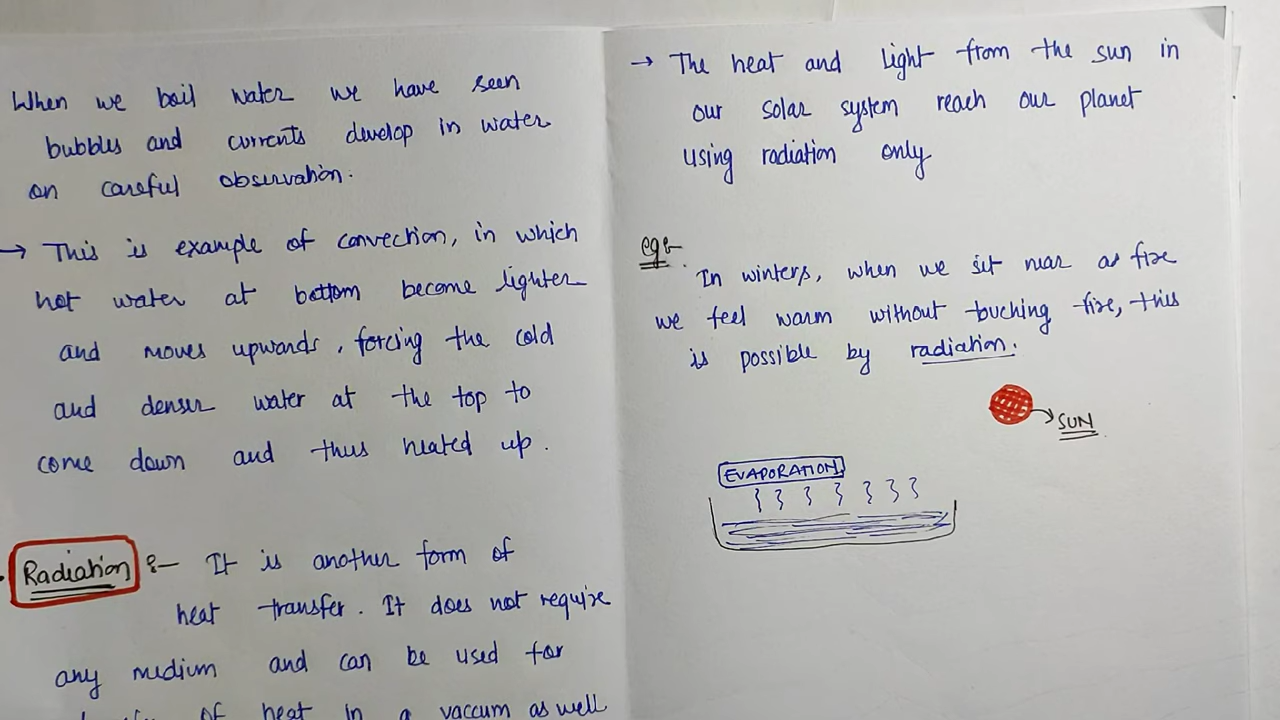 When we boil water we have seen
bubbles and currents develop in water
on careful observation.
→ This is example of convection, in which
hot water at bottom become lighter
and moves upwards, forcing the cold
and denser water at the top to
come down and thus heated up.
Radiation :- It is another form of
heat transfer. It does not require
any medium and can be used for
of heat in a vaccum as well
→ The heat and light from the sun in
our solar system reach our planet
using radiation only
eg:-
In winters, when we sit near as fire
we feel warm without touching fire, this
is possible by radiation.
SUN
EVAPORATION